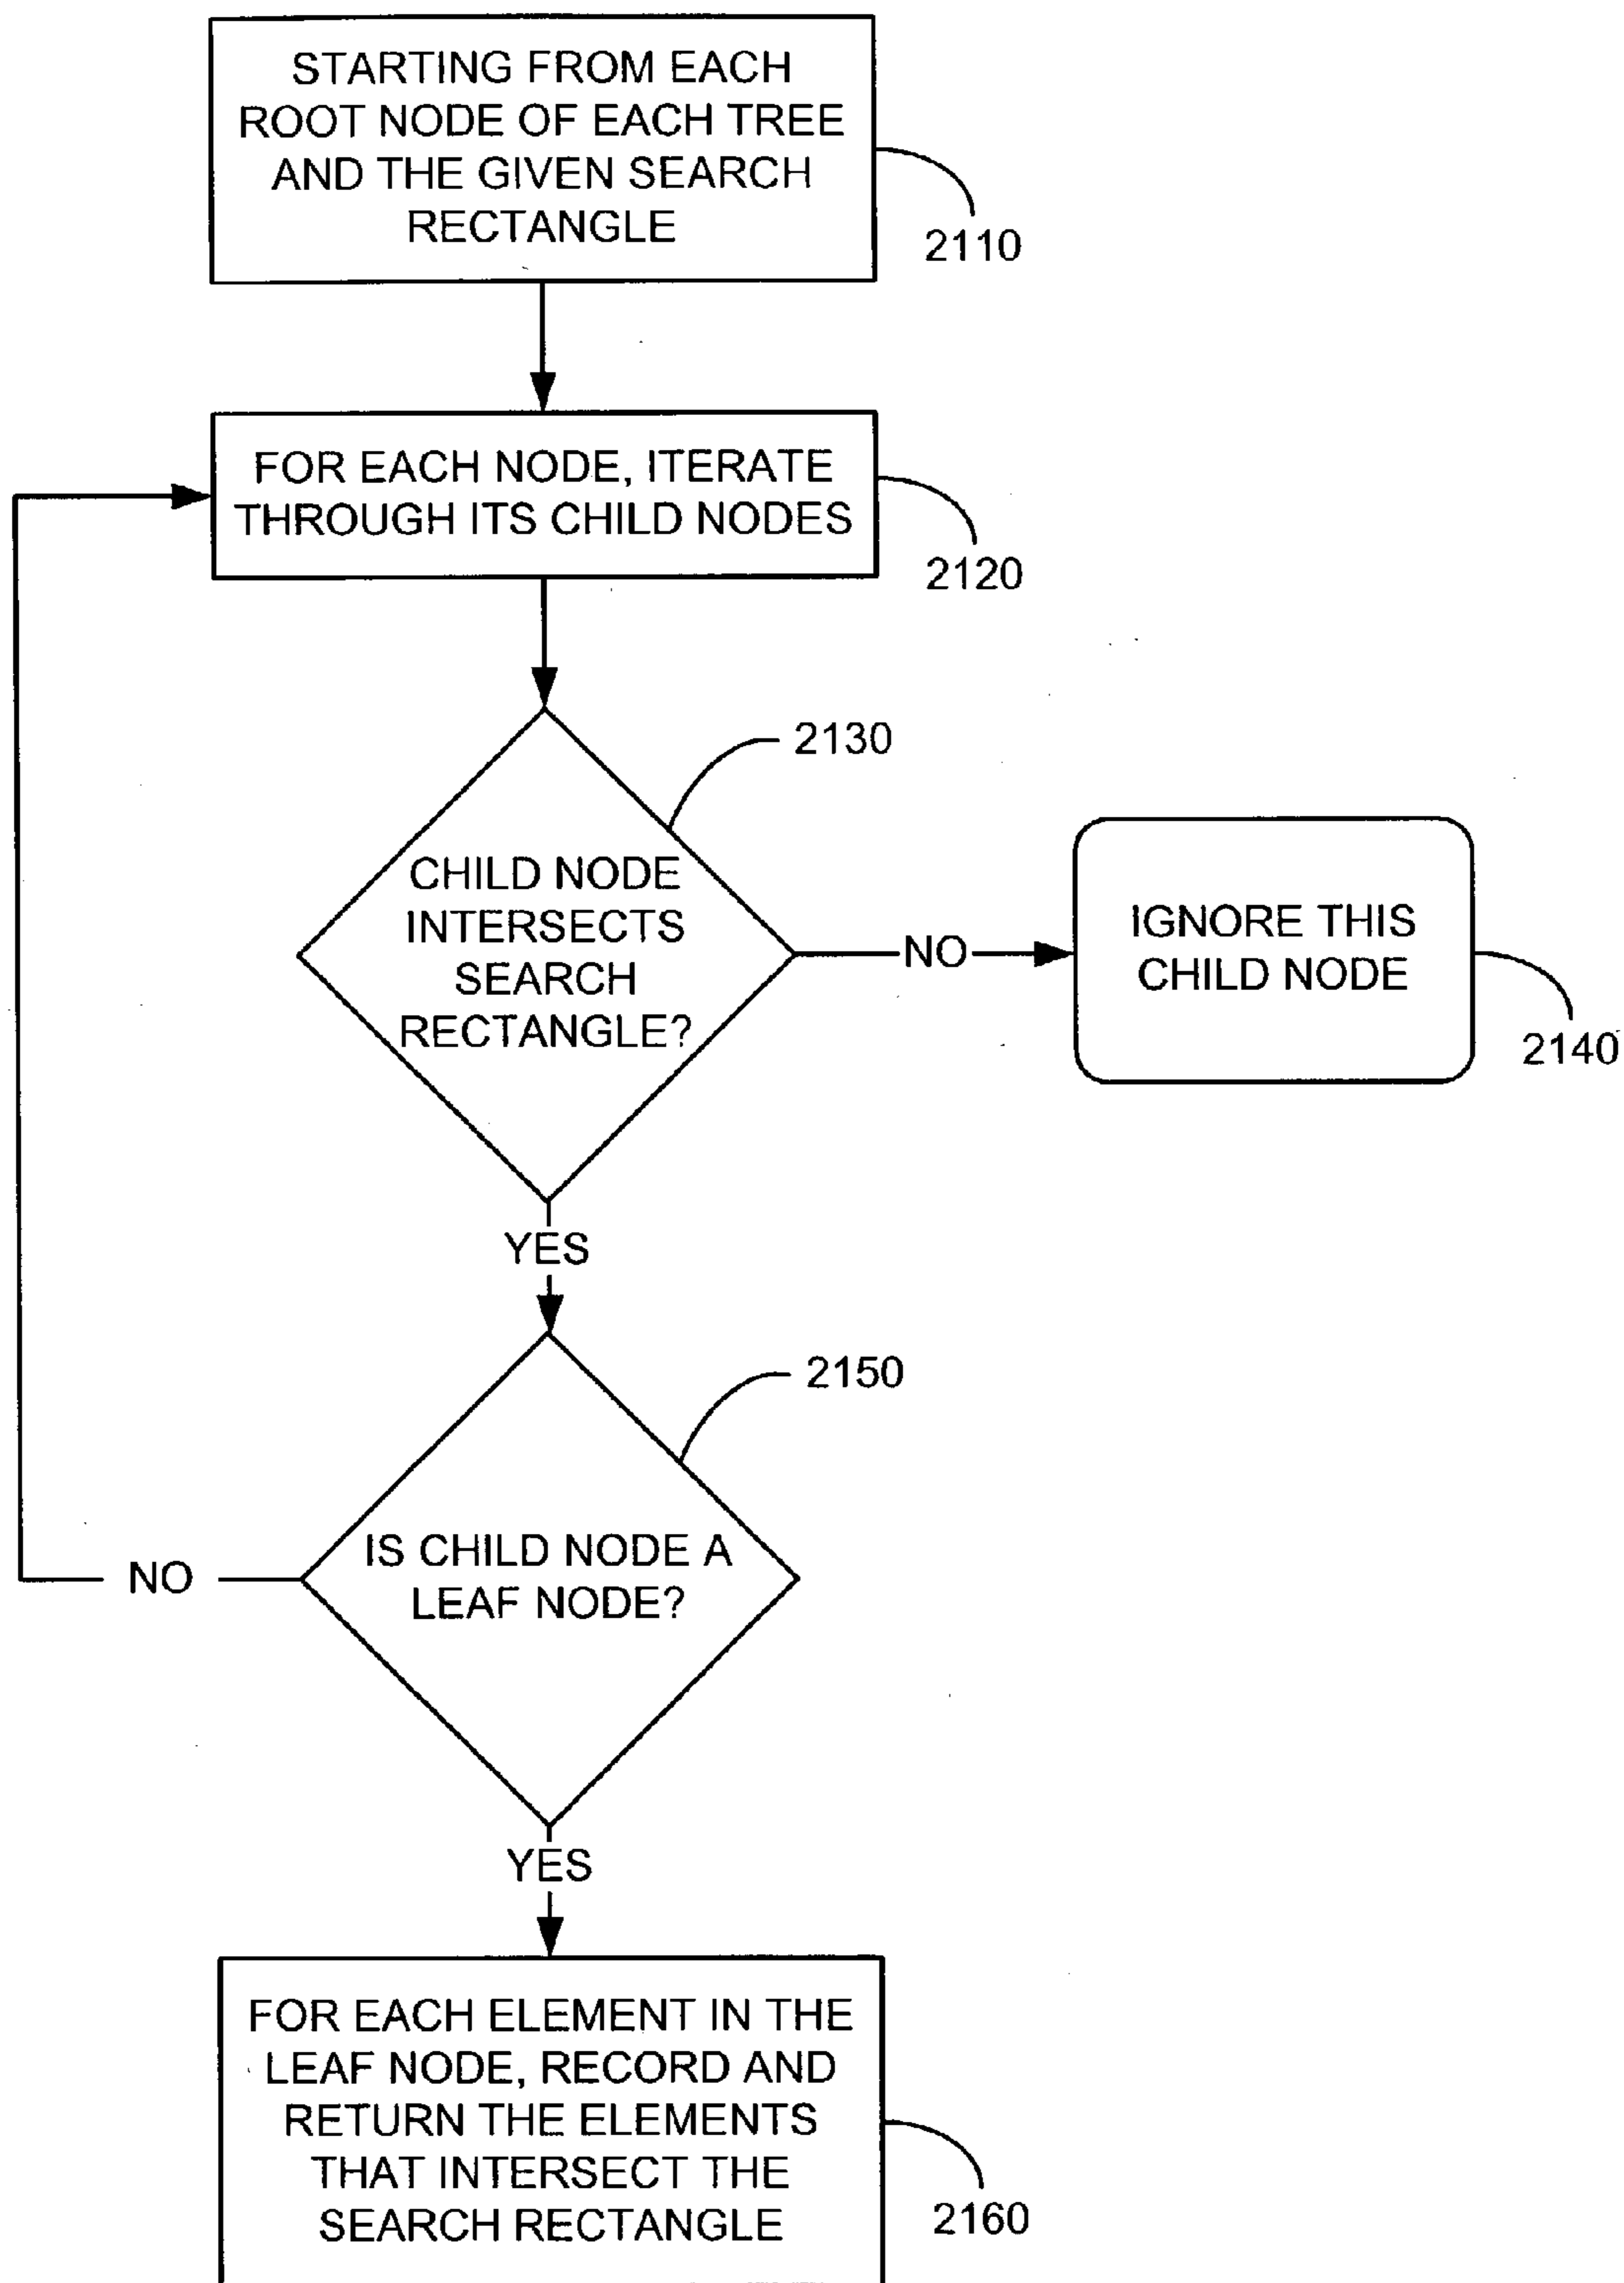 STARTING FROM EACH
ROOT NODE OF EACH TREE
AND THE GIVEN SEARCH
RECTANGLE
2110
FOR EACH NODE, ITERATE
THROUGH ITS CHILD NODES
2120
2130
CHILD NODE
INTERSECTS
SEARCH
RECTANGLE?
NO
IGNORE THIS
CHILD NODE
2140
YES
2150
IS CHILD NODE A
LEAF NODE?
NO
YES
FOR EACH ELEMENT IN THE
LEAF NODE, RECORD AND
RETURN THE ELEMENTS
THAT INTERSECT THE
SEARCH RECTANGLE
2160